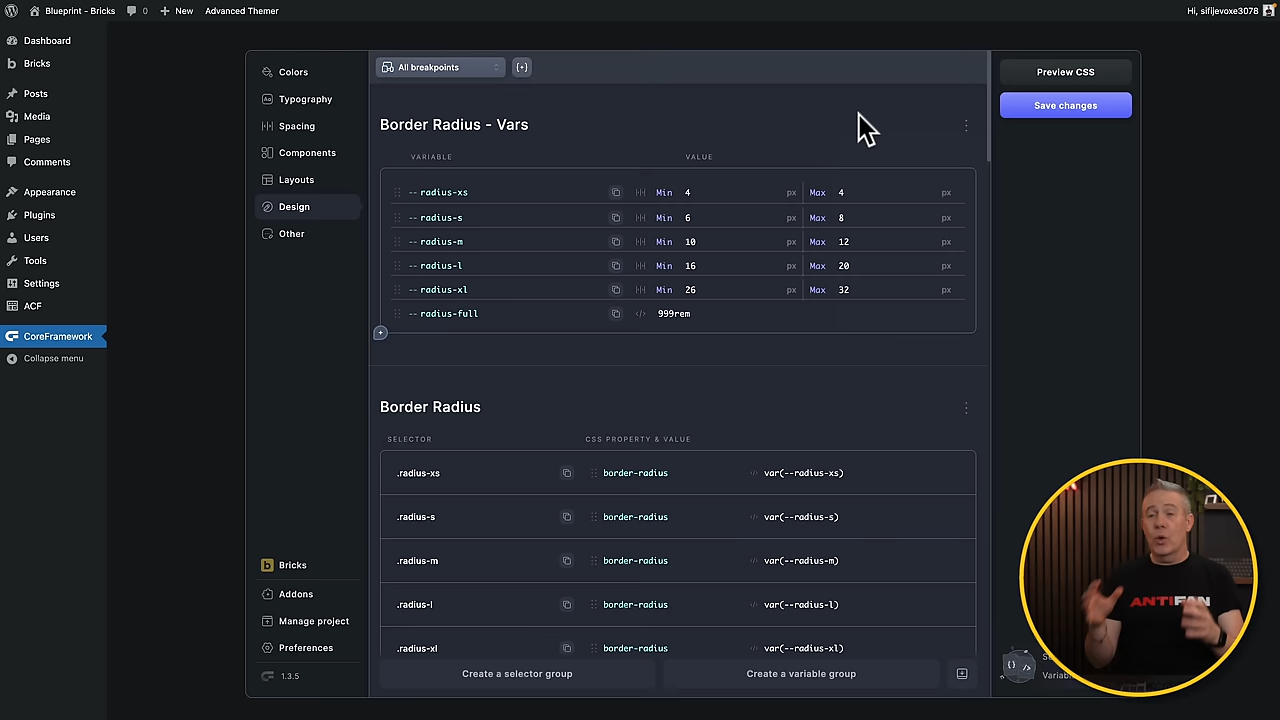 Blueprint - Bricks
0
New
Advanced Themer
Hi, sifijevoxe3078
Dashboard
Bricks
Posts
Media
Pages
Comments
Appearance
Plugins
Users
Tools
Settings
ACF
CoreFramework
Collapse menu
Colors
Typography
Spacing
Components
Layouts
Design
Other
Bricks
Addons
Manage project
Preferences
1.3.5
All breakpoints
Border Radius - Vars
VARIABLE VALUE
-- radius-xs Min 4 px Max 4 px
-- radius-s Min 6 px Max 8 px
-- radius-m Min 10 px Max 12 px
-- radius-l Min 16 px Max 20 px
-- radius-xl Min 26 px Max 32 px
-- radius-full 999rem
Border Radius
SELECTOR CSS PROPERTY & VALUE
.radius-xs border-radius var(--radius-xs)
.radius-s border-radius var(--radius-s)
.radius-m border-radius var(--radius-m)
.radius-l border-radius var(--radius-l)
.radius-xl border-radius var(--radius-xl)
Create a selector group
Create a variable group
Preview CSS
Save changes
ANTIFAN